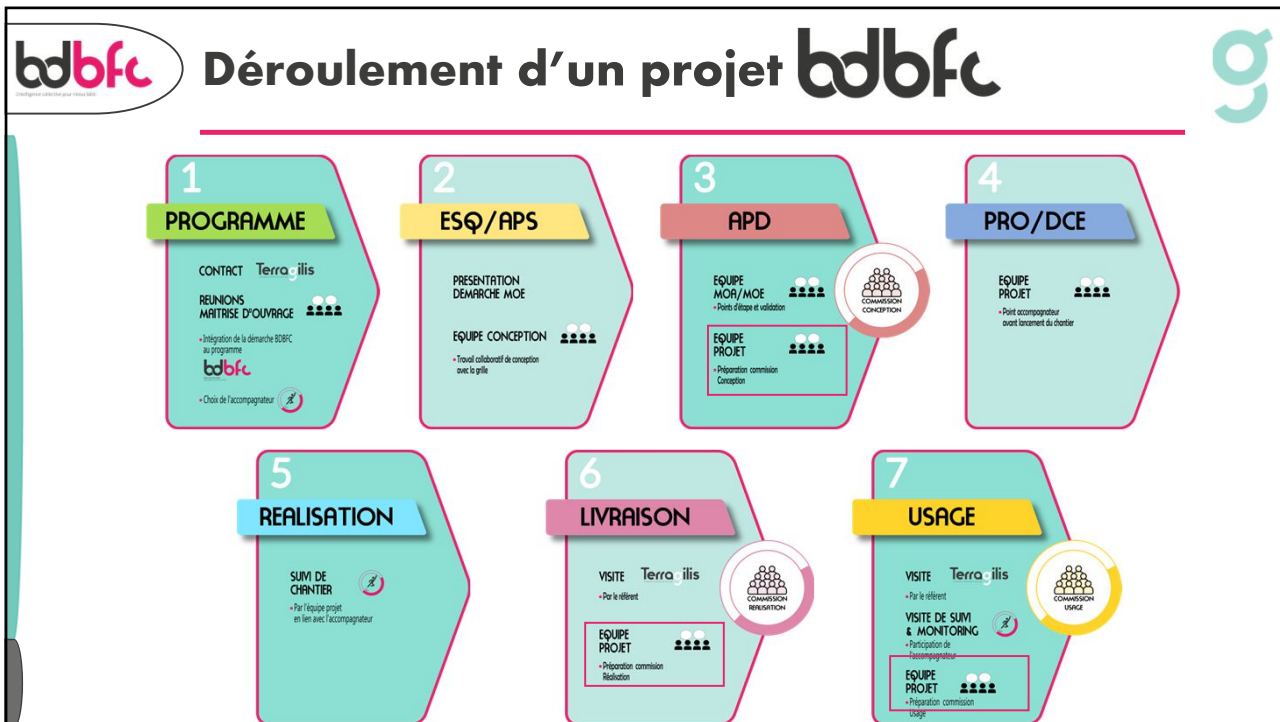 bdbfc
Déroulement d'un projet bdbfc
g
1
PROGRAMME
CONTACT Terragilis
REUNIONS
MAITRISE D'OUVRAGE
• Intégration de la démarche BDBFC
au programme
bdbfc
• Choix de l'accompagnateur
2
ESQ/APS
PRESENTATION
DEMARCHE MOE
EQUIPE CONCEPTION
• Travail collaboratif de conception
avec la grille
3
APD
EQUIPE
MOA/MOE
• Points d'étape et validation
EQUIPE
PROJET
• Préparation commission
Conception
COMMISSION
CONCEPTION
4
PRO/DCE
EQUIPE
PROJET
• Point accompagnateur
avant lancement du chantier
5
REALISATION
SUIVI DE
CHANTIER
• Par l'équipe projet
en lien avec l'accompagnateur
6
LIVRAISON
VISITE Terragilis
• Par le référent
EQUIPE
PROJET
• Préparation commission
Réalisation
COMMISSION
REALISATION
7
USAGE
VISITE Terragilis
• Par le référent
VISITE DE SUIVI
& MONITORING
• Participation de
l'accompagnateur
EQUIPE
PROJET
• Préparation commission
usage
COMMISSION
USAGE